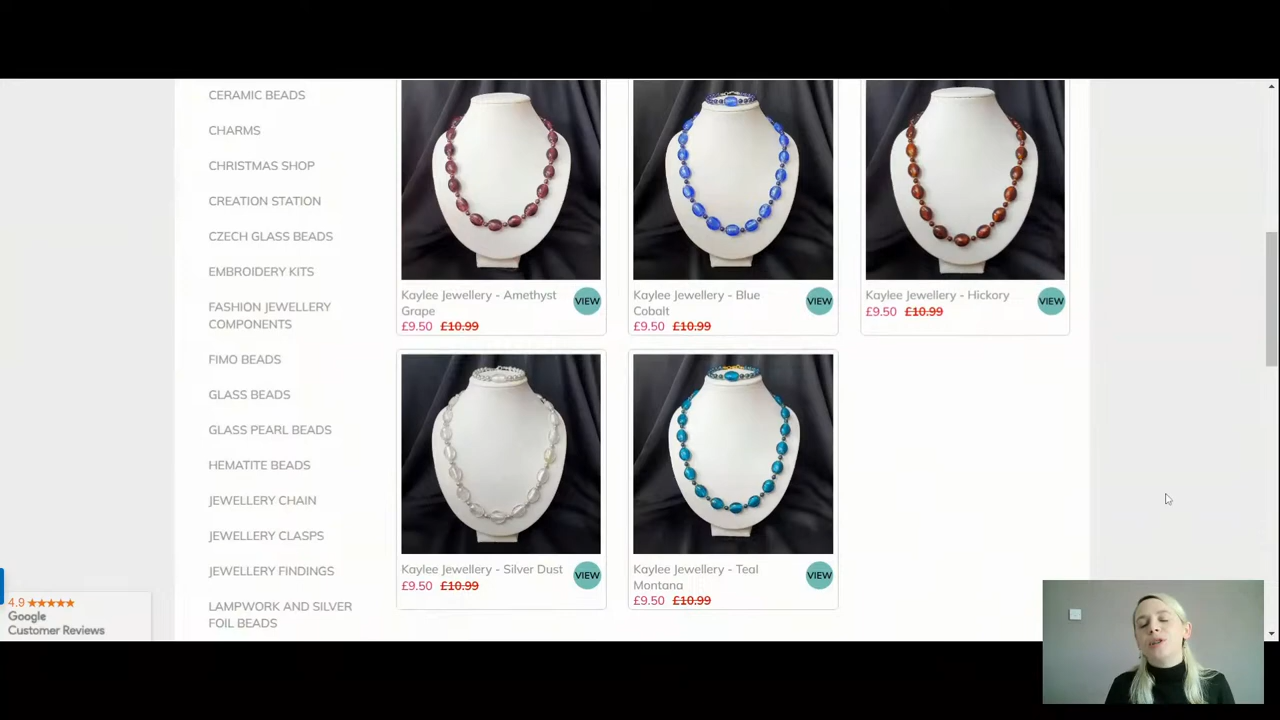 CERAMIC BEADS
CHARMS
CHRISTMAS SHOP
CREATION STATION
CZECH GLASS BEADS
EMBROIDERY KITS
FASHION JEWELLERY
COMPONENTS
FIMO BEADS
GLASS BEADS
GLASS PEARL BEADS
HEMATITE BEADS
JEWELLERY CHAIN
JEWELLERY CLASPS
JEWELLERY FINDINGS
LAMPWORK AND SILVER
FOIL BEADS
Kaylee Jewellery - Amethyst
Grape
£9.50 £10.99
VIEW
Kaylee Jewellery - Blue
Cobalt
£9.50 £10.99
VIEW
Kaylee Jewellery - Hickory
£9.50 £10.99
VIEW
Kaylee Jewellery - Silver Dust
£9.50 £10.99
VIEW
Kaylee Jewellery - Teal
Montana
£9.50 £10.99
VIEW
4.9 ★★★★★
Google
Customer Reviews